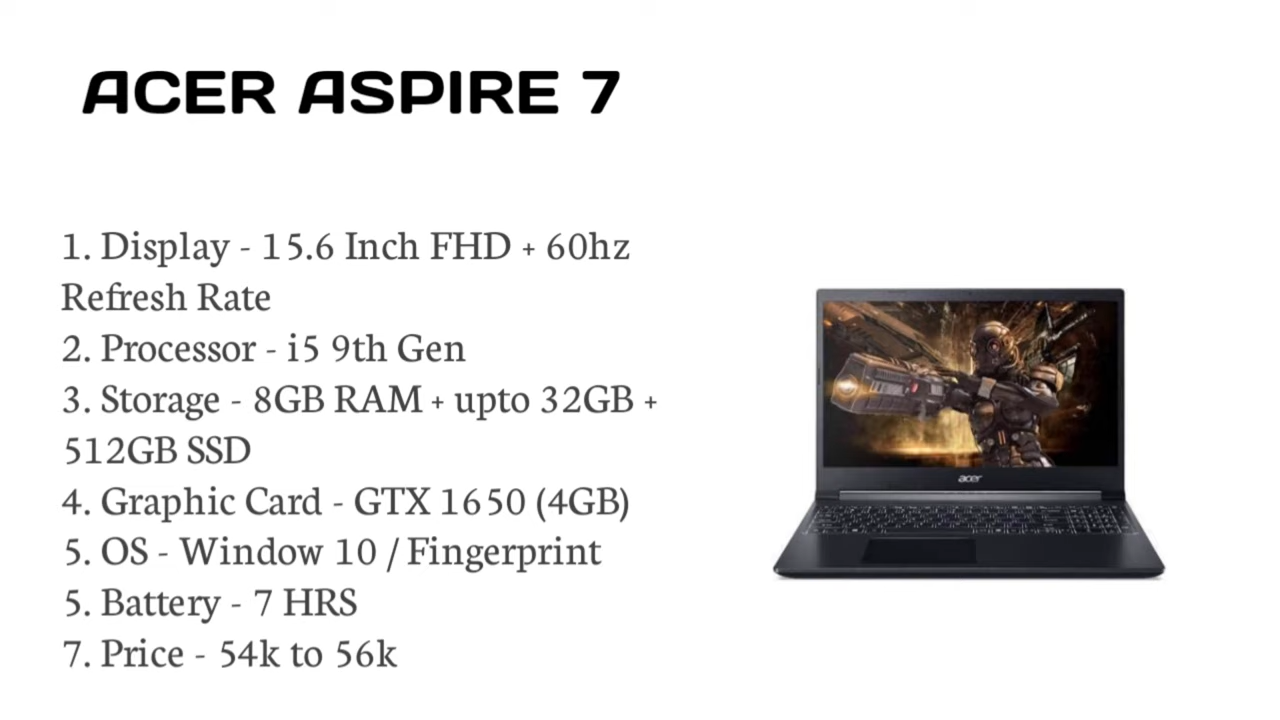 ACER ASPIRE 7
1. Display - 15.6 Inch FHD + 60hz
Refresh Rate
2. Processor - i5 9th Gen
3. Storage - 8GB RAM + upto 32GB +
512GB SSD
4. Graphic Card - GTX 1650 (4GB)
5. OS - Window 10 / Fingerprint
5. Battery - 7 HRS
7. Price - 54k to 56k
acer